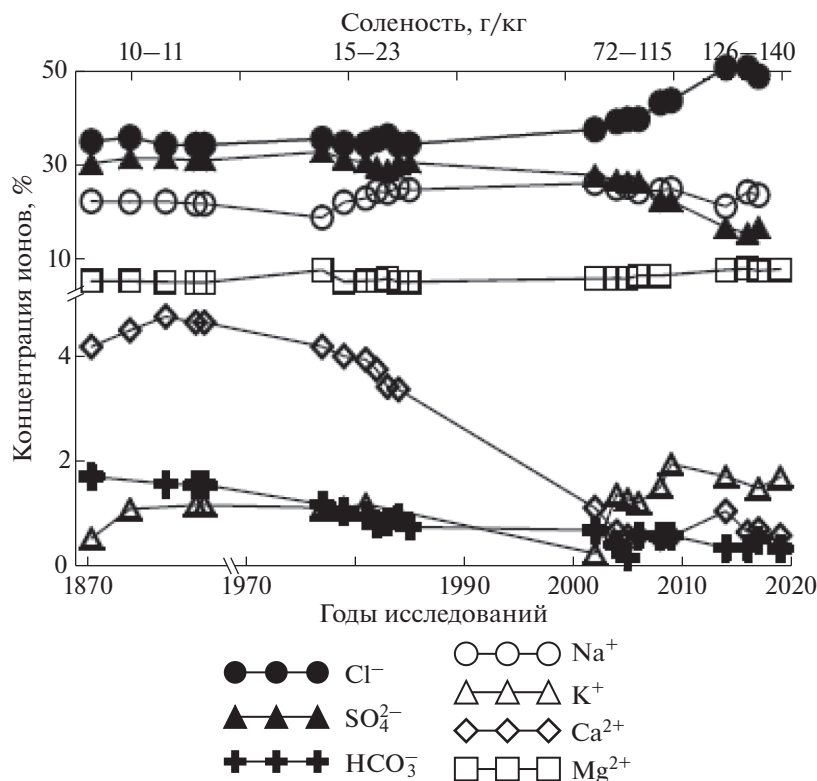 Соленость, г/кг
10–11 15–23 72–115 126–140
50
30
10
4
2
0
Концентрация ионов, %
1870 1970 1990 2000 2010 2020
Годы исследований
Cl⁻
SO₄²⁻
HCO₃⁻
Na⁺
K⁺
Ca²⁺
Mg²⁺